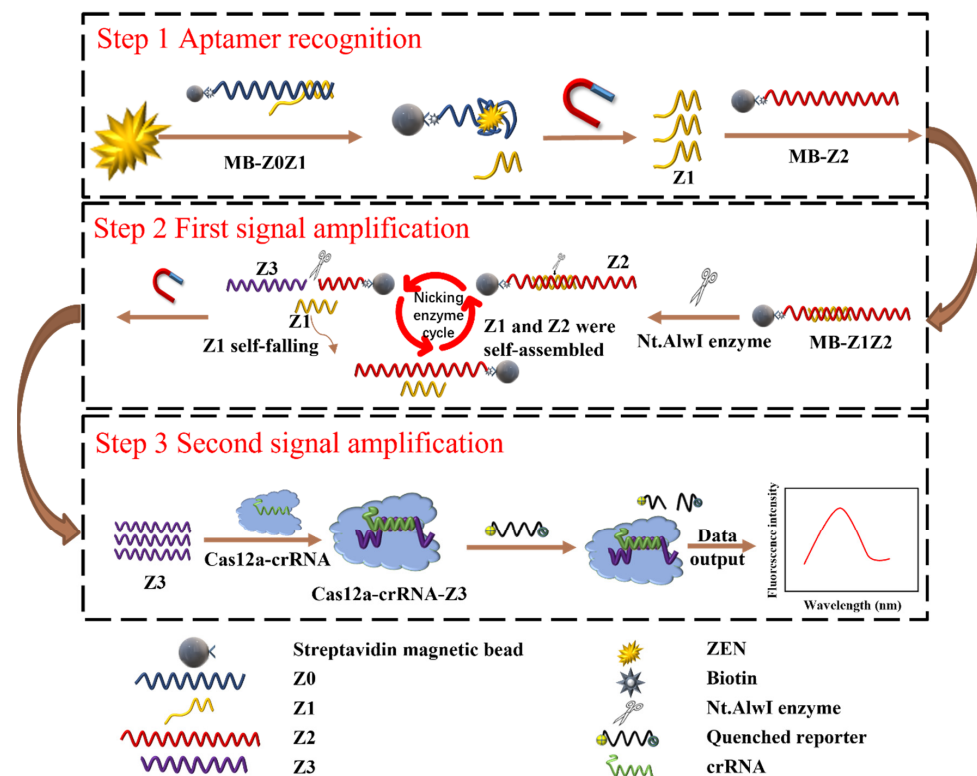 Step 1 Aptamer recognition
MB-Z0Z1
Z1
MB-Z2
Step 2 First signal amplification
Z3
Z1
Z1 self-falling
Nicking
enzyme
cycle
Z2
Z1 and Z2 were
self-assembled
Nt.AlwI enzyme
MB-Z1Z2
Step 3 Second signal amplification
Z3
Cas12a-crRNA
Cas12a-crRNA-Z3
Data
output
Fluorescence intensity
Wavelength (nm)
Streptavidin magnetic bead
Z0
Z1
Z2
Z3
ZEN
Biotin
Nt.AlwI enzyme
Quenched reporter
crRNA